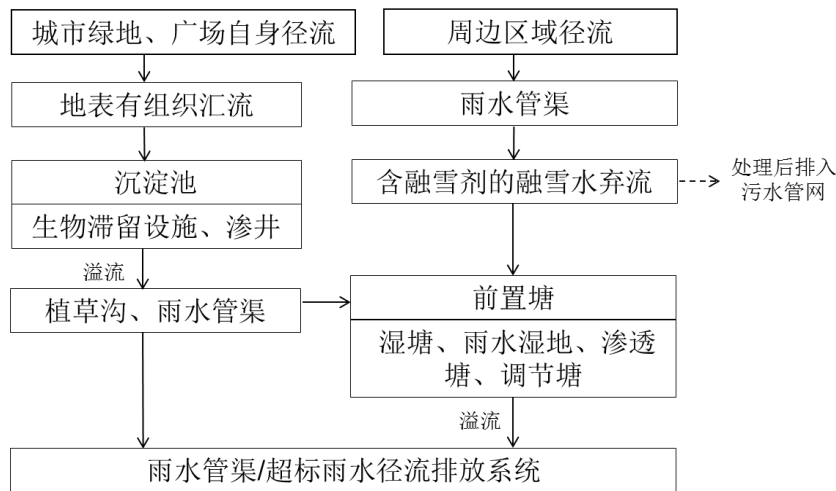 城市绿地、广场自身径流
周边区域径流
地表有组织汇流
雨水管渠
沉淀池
生物滞留设施、渗井
含融雪剂的融雪水弃流
处理后排入
污水管网
溢流
植草沟、雨水管渠
前置塘
湿塘、雨水湿地、渗透
塘、调节塘
溢流
雨水管渠/超标雨水径流排放系统